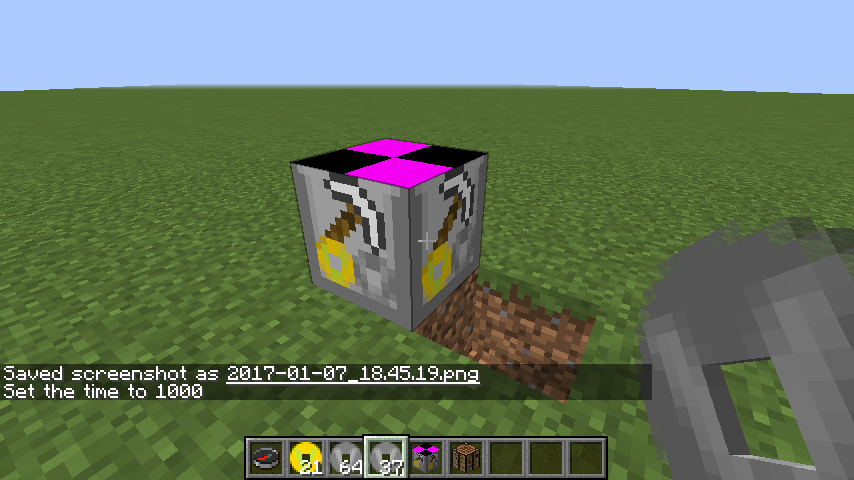 Saved screenshot as 2017-01-07_18.45.19.png
Set the time to 1000
21 64 37